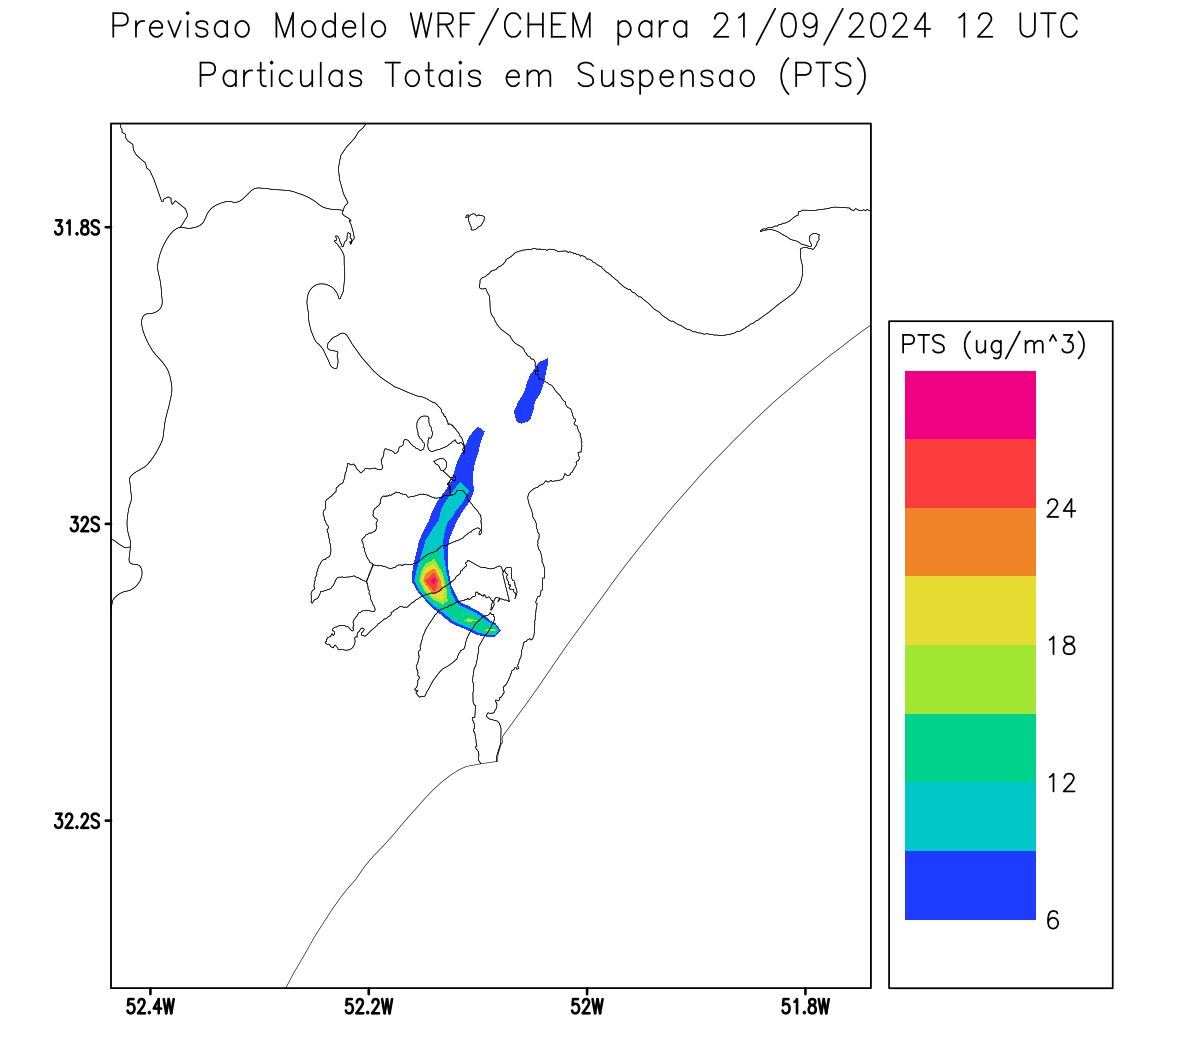 Previsao Modelo WRF/CHEM para 21/09/2024 12 UTC
Particulas Totais em Suspensao (PTS)
31.8S
32S
32.2S
52.4W
52.2W
52W
51.8W
PTS (ug/m^3)
24
18
12
6